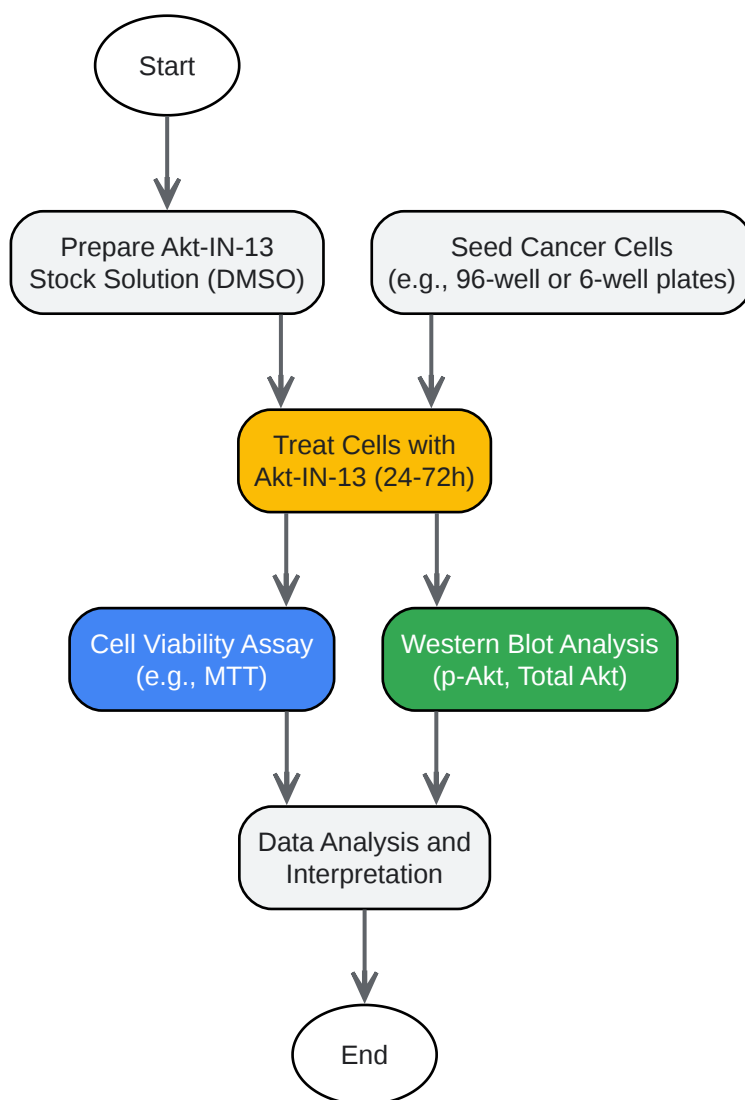 Start
Prepare Akt-IN-13
Stock Solution (DMSO)
Seed Cancer Cells
(e.g., 96-well or 6-well plates)
Treat Cells with
Akt-IN-13 (24-72h)
Cell Viability Assay
(e.g., MTT)
Western Blot Analysis
(p-Akt, Total Akt)
Data Analysis and
Interpretation
End